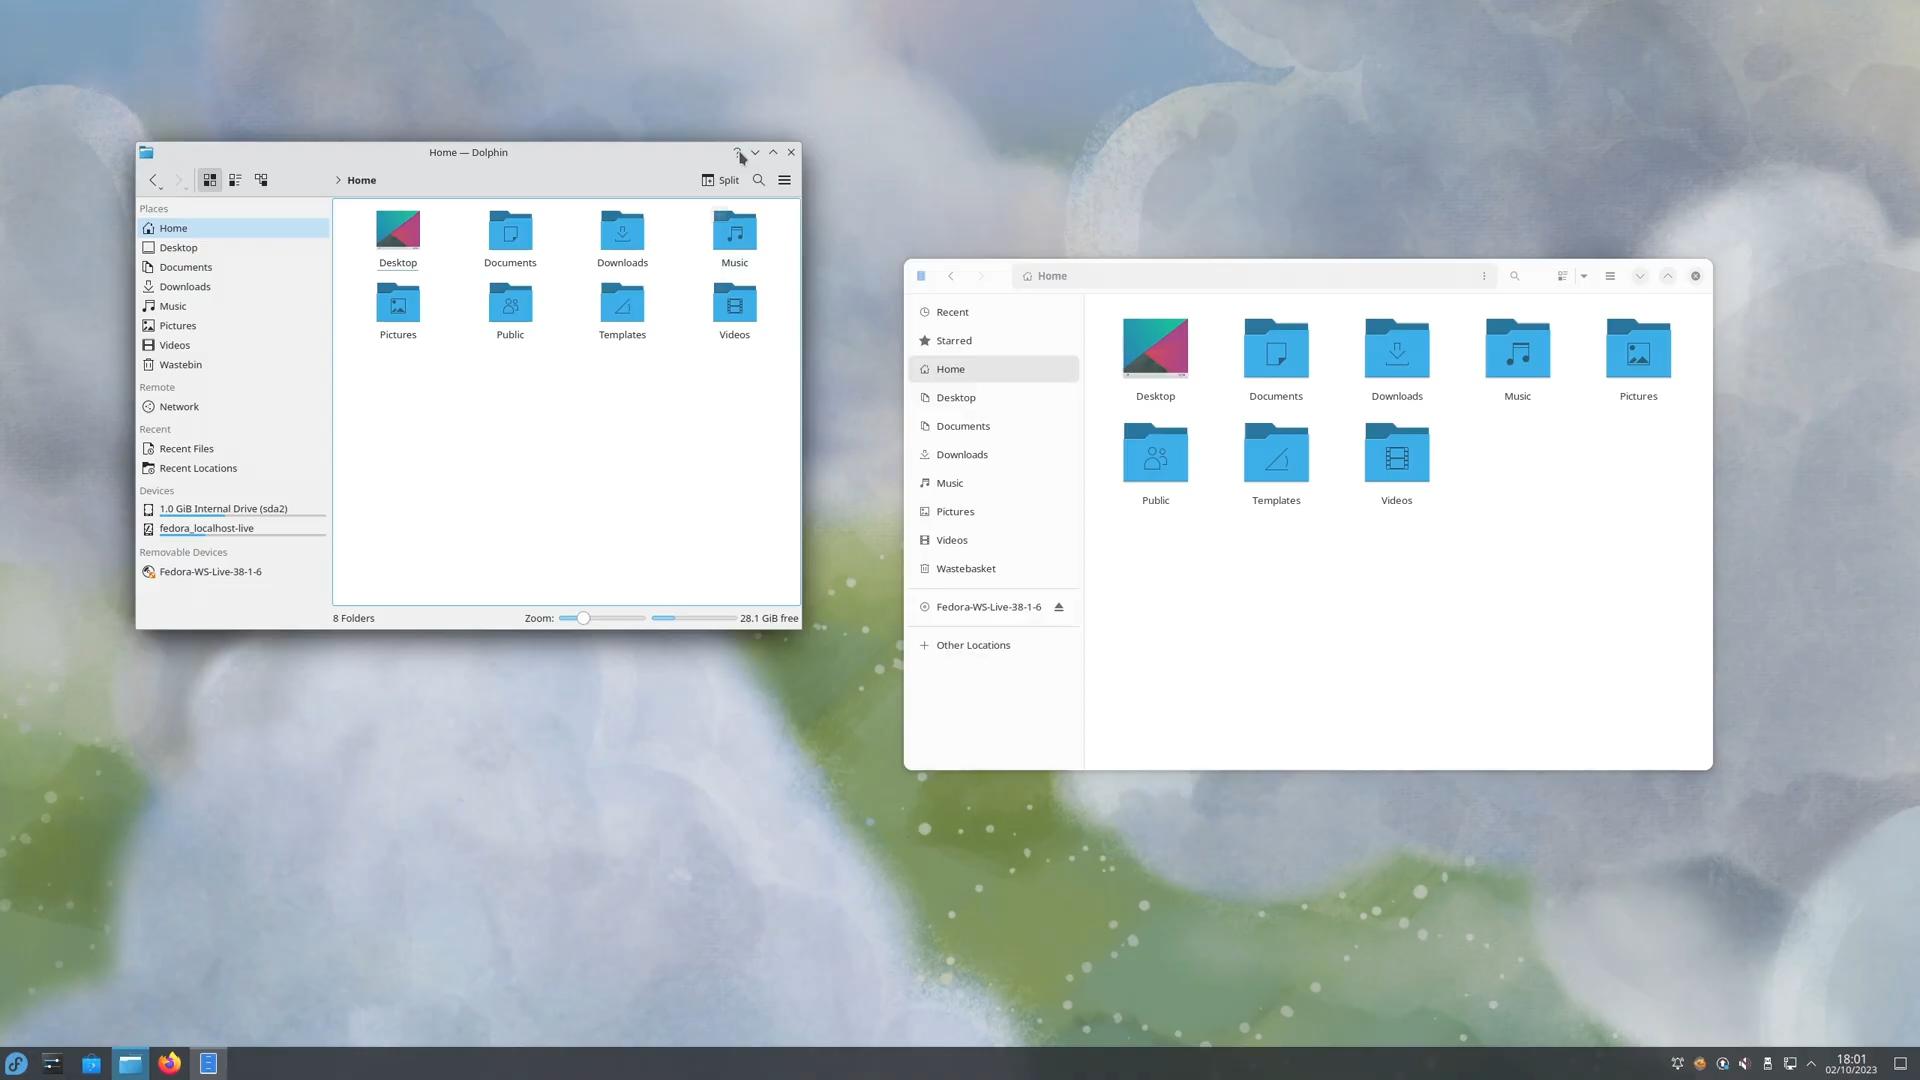 Home — Dolphin
Home
Split
Places
Home
Desktop
Documents
Downloads
Music
Pictures
Videos
Wastebin
Remote
Network
Recent
Recent Files
Recent Locations
Devices
1.0 GiB Internal Drive (sda2)
fedora_localhost-live
Removable Devices
Fedora-WS-Live-38-1-6
Desktop
Documents
Downloads
Music
Pictures
Public
Templates
Videos
8 Folders
Zoom:
28.1 GiB free
Home
Recent
Starred
Home
Desktop
Documents
Downloads
Music
Pictures
Videos
Wastebasket
Fedora-WS-Live-38-1-6
Other Locations
Desktop
Documents
Downloads
Music
Pictures
Public
Templates
Videos
18:01
02/10/2023